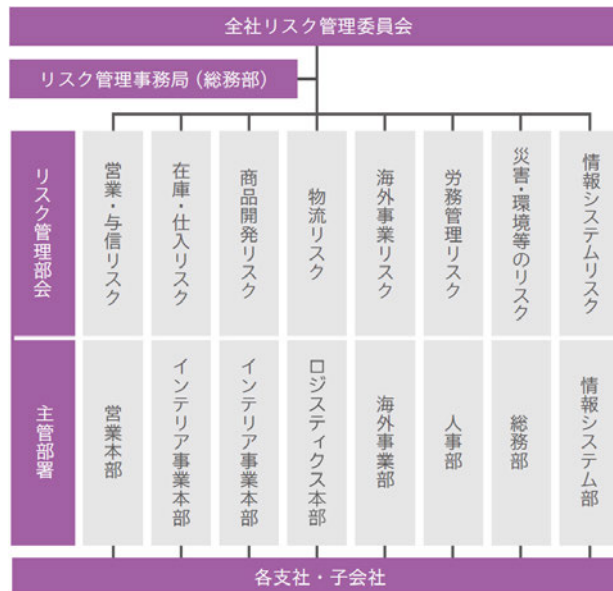 全社リスク管理委員会
リスク管理事務局（総務部）
リスク管理部会
営業・与信リスク
在庫・仕入リスク
商品開発リスク
物流リスク
海外事業リスク
労務管理リスク
災害・環境等のリスク
情報システムリスク
主管部署
営業本部
インテリア事業本部
インテリア事業本部
ロジスティクス本部
海外事業部
人事部
総務部
情報システム部
各支社・子会社